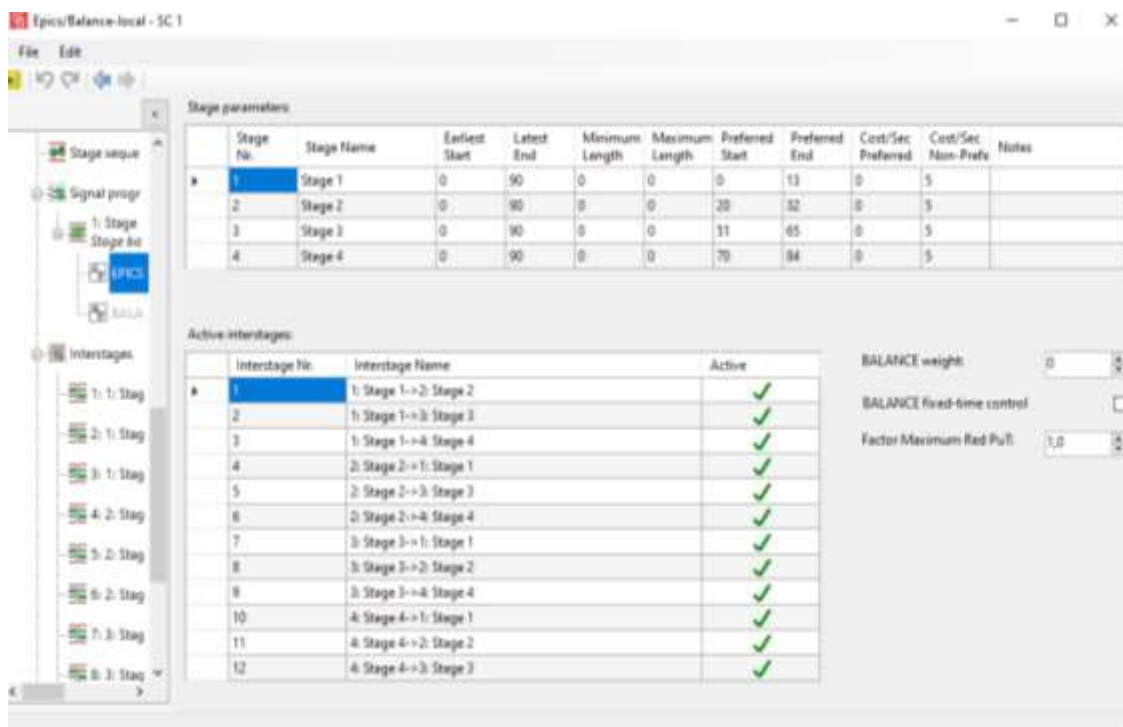 Epics/Balance-local - SC 1
File Edit
Stage parameters:
Stage Nr. Stage Name Earliest Start Latest End Minimum Length Maximum Length Preferred Start Preferred End Cost/Sec Preferred Cost/Sec Non-Prefe Notes
1 Stage 1 0 90 0 0 0 13 0 5
2 Stage 2 0 90 0 0 20 32 0 5
3 Stage 3 0 90 0 0 51 65 0 5
4 Stage 4 0 90 0 0 70 84 0 5
Stage seque
Signal progr
1: Stage
Stage ba
EPICS
BALA
Interstages
1: 1: Stag
2: 1: Stag
3: 1: Stag
4: 2: Stag
5: 2: Stag
6: 2: Stag
7: 3: Stag
8: 3: Stag
Active interstages:
Interstage Nr. Interstage Name Active
1 1: Stage 1->2: Stage 2
2 1: Stage 1->3: Stage 3
3 1: Stage 1->4: Stage 4
4 2: Stage 2->1: Stage 1
5 2: Stage 2->3: Stage 3
6 2: Stage 2->4: Stage 4
7 3: Stage 3->1: Stage 1
8 3: Stage 3->2: Stage 2
9 3: Stage 3->4: Stage 4
10 4: Stage 4->1: Stage 1
11 4: Stage 4->2: Stage 2
12 4: Stage 4->3: Stage 3
BALANCE weight: 0
BALANCE fixed-time control
Factor Maximum Red PuT: 1,0